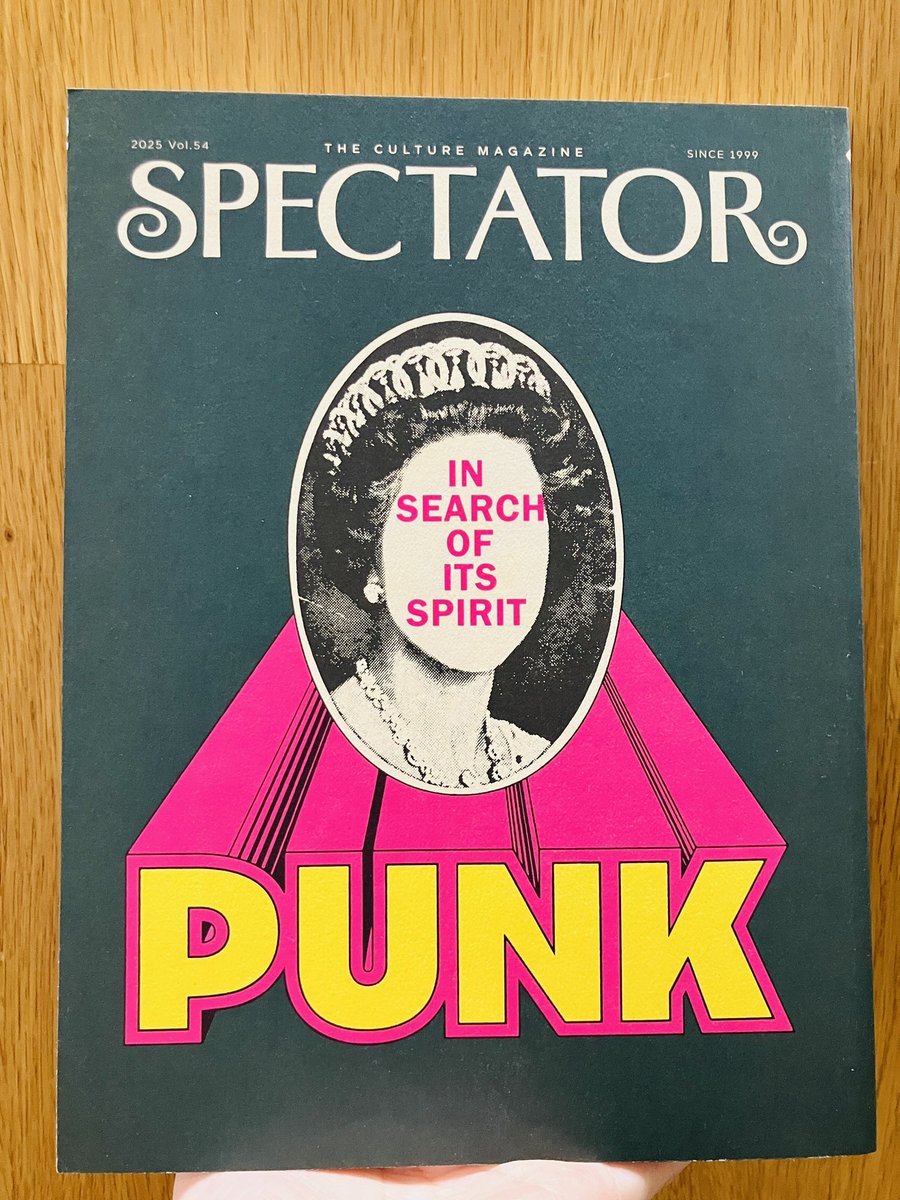 2025 Vol.54
THE CULTURE MAGAZINE
SINCE 1999
SPECTATOR
IN
SEARCH
OF
ITS
SPIRIT
PUNK